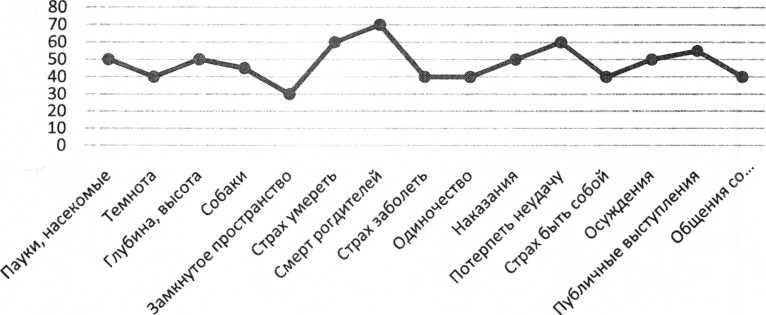 80
70
60
50
40
30
20
10
0
Пауки, насекомые
Темнота
Глубина, высота
Собаки
Замкнутое пространство
Страх умереть
Смерт рогдителей
Страх заболеть
Одиночество
Наказания
Потерпеть неудачу
Страх быть собой
Осуждения
Публичные выступления
Общения со...